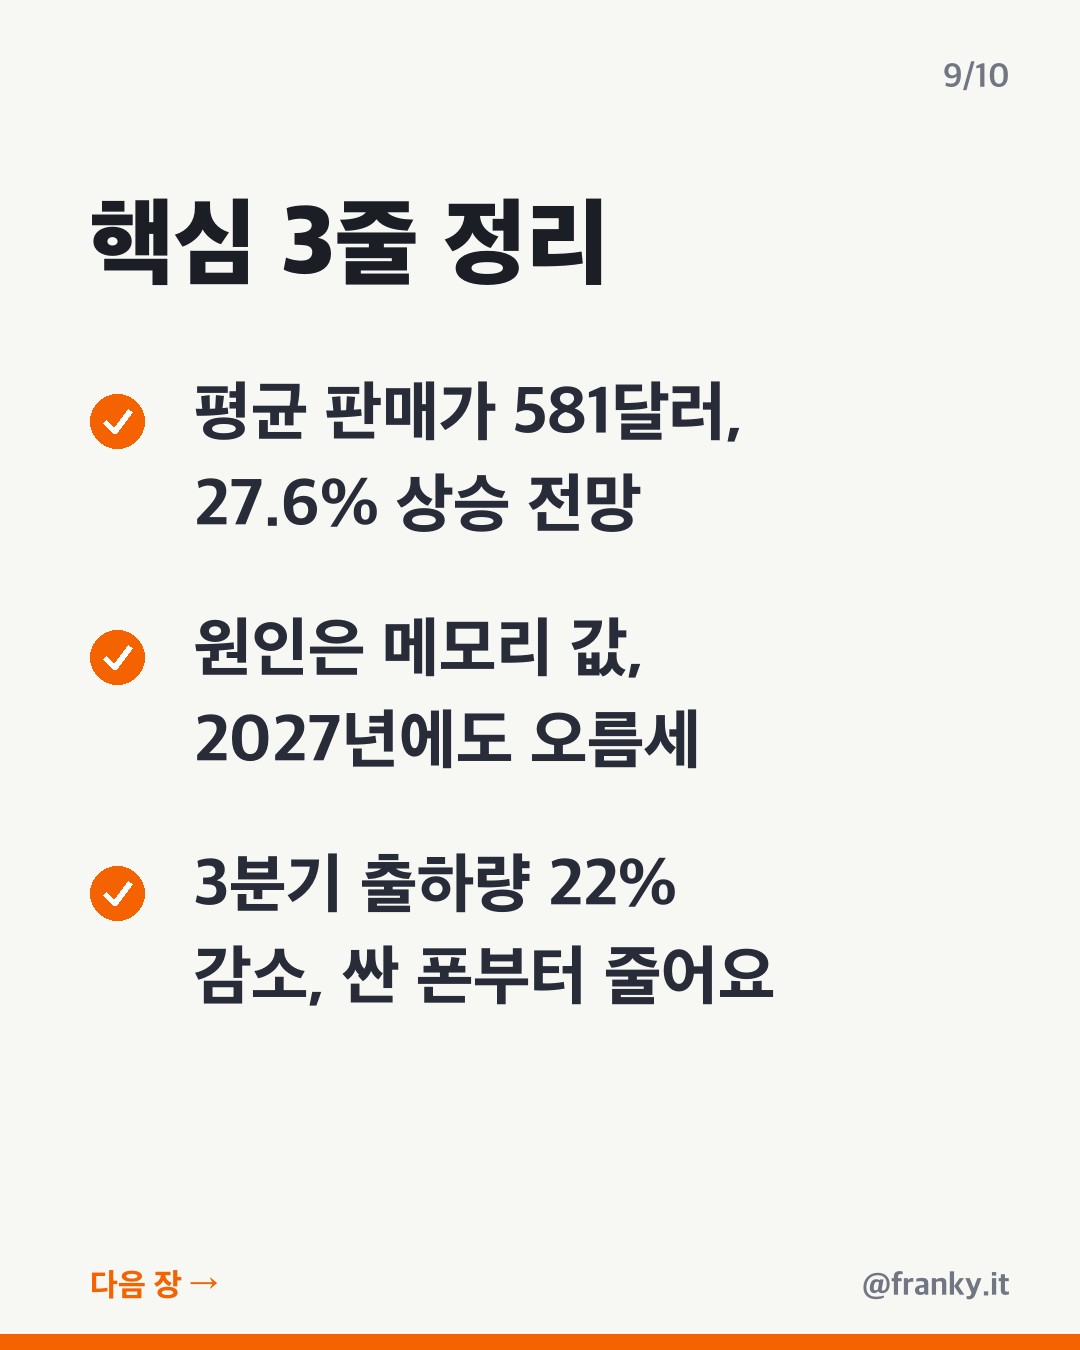 9/10
핵심 3줄 정리
평균 판매가 581달러,
27.6% 상승 전망
원인은 메모리 값,
2027년에도 오름세
3분기 출하량 22%
감소, 싼 폰부터 줄어요
다음 장 →
@franky.it